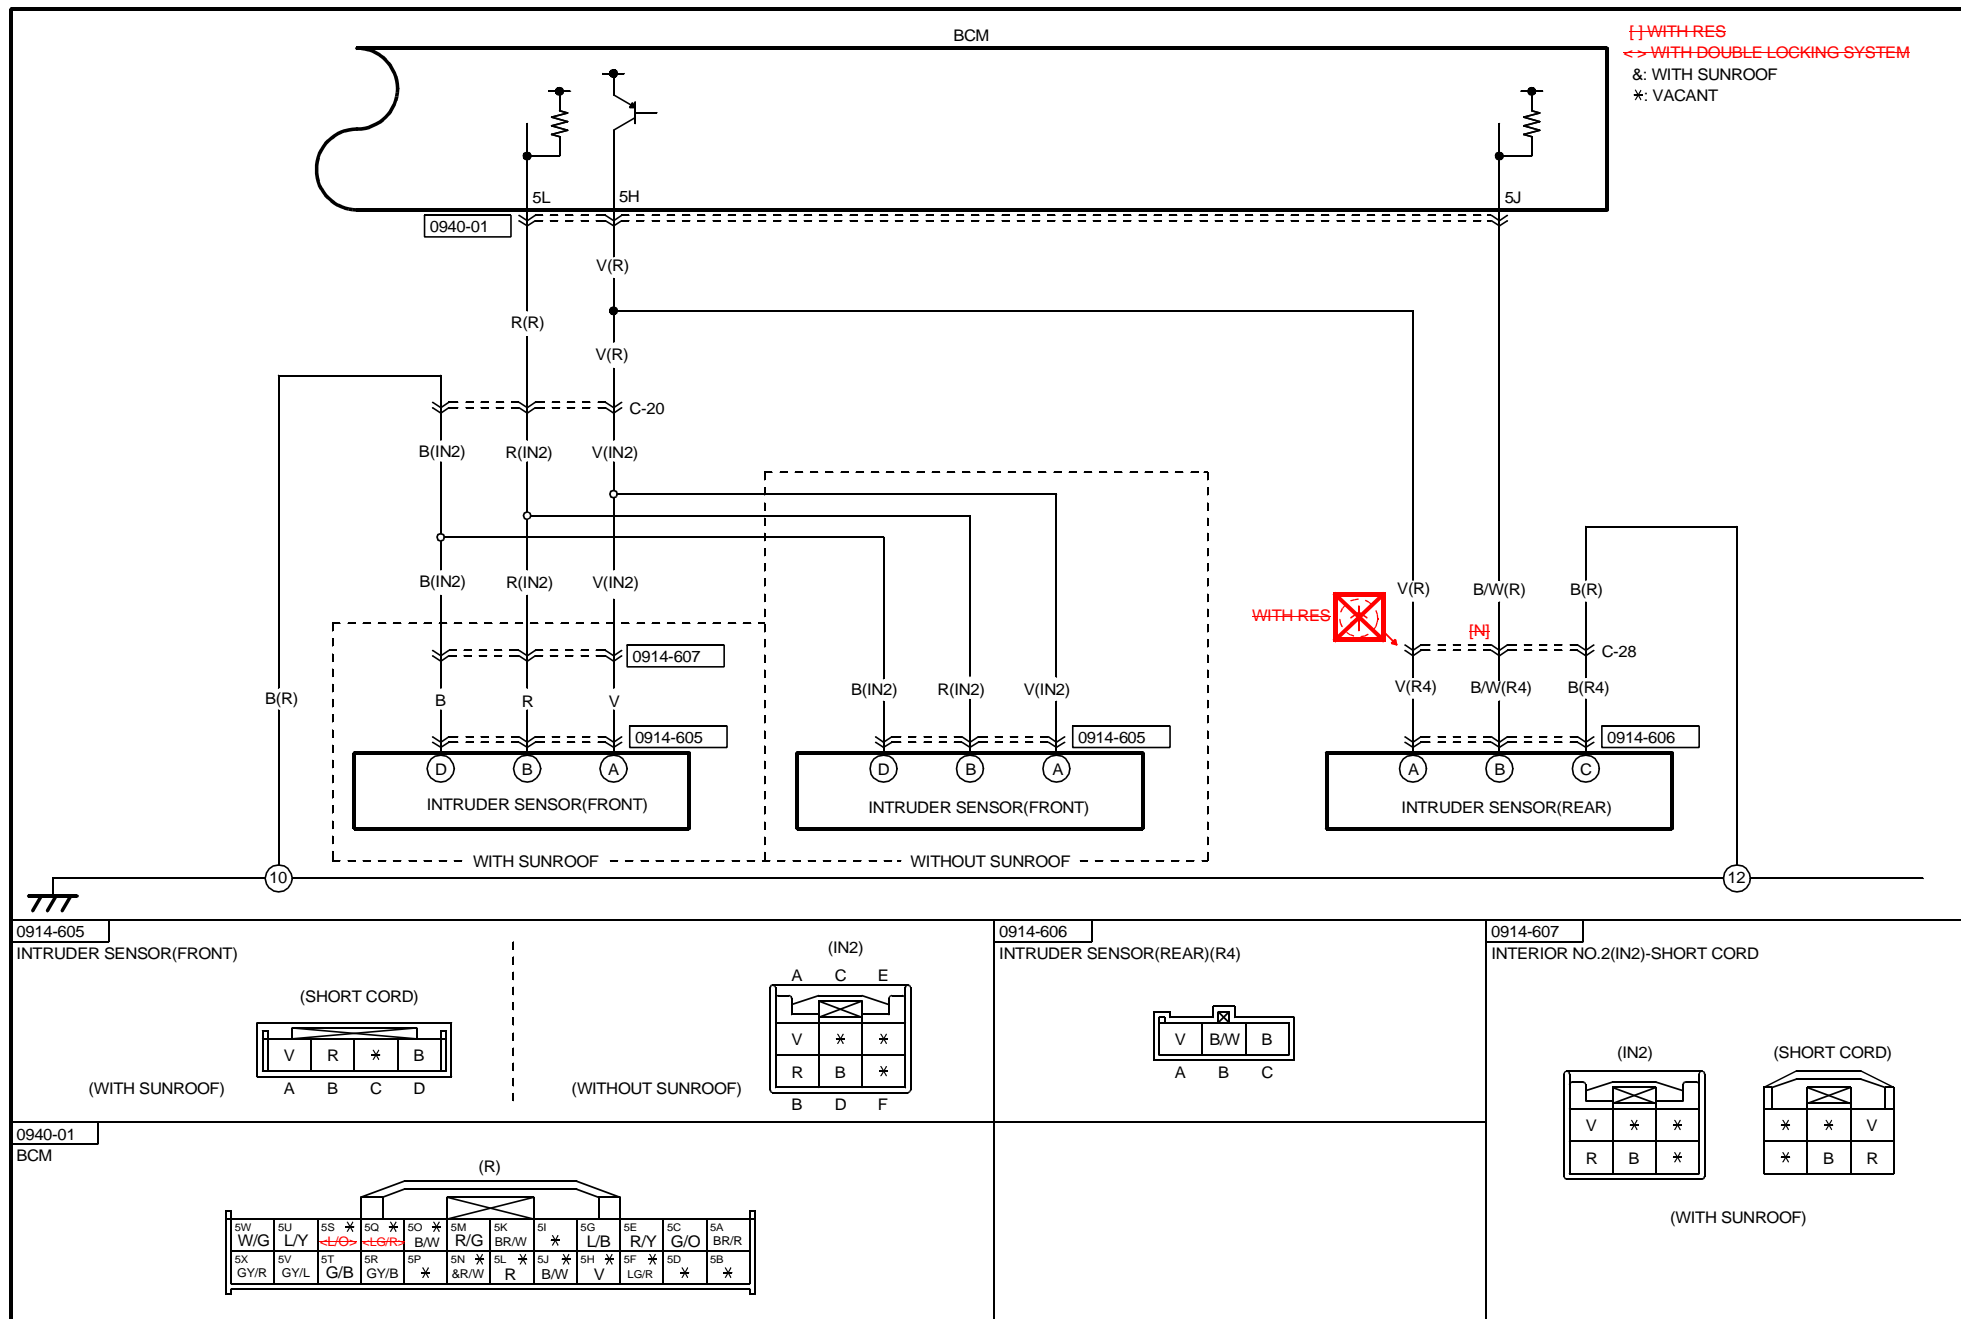 BCM
[ ] WITH RES
< > WITH DOUBLE LOCKING SYSTEM
&: WITH SUNROOF
*: VACANT
5L 5H 5J
0940-01
V(R)
R(R)
V(R)
C-20
B(IN2) R(IN2) V(IN2)
B(IN2) R(IN2) V(IN2)
V(R) B/W(R) B(R)
WITH RES
[N]
0914-607
C-28
B(R)
B R V
B(IN2) R(IN2) V(IN2)
V(R4) B/W(R4) B(R4)
0914-605
0914-605
0914-606
D B A
D B A
A B C
INTRUDER SENSOR(FRONT)
INTRUDER SENSOR(FRONT)
INTRUDER SENSOR(REAR)
WITH SUNROOF
WITHOUT SUNROOF
10
12
0914-605
INTRUDER SENSOR(FRONT)
(SHORT CORD)
V R * B
A B C D
(WITH SUNROOF)
(IN2)
A C E
V * *
R B *
B D F
(WITHOUT SUNROOF)
0914-606
INTRUDER SENSOR(REAR)(R4)
V B/W B
A B C
0914-607
INTERIOR NO.2(IN2)-SHORT CORD
(IN2)
V * *
R B *
(SHORT CORD)
* * V
* B R
(WITH SUNROOF)
0940-01
BCM
(R)
5W 5U 5S * 5Q * 5O * 5M 5K 5I 5G 5E 5C 5A
W/G L/Y <L/O> <LG/R> B/W R/G BR/W * L/B R/Y G/O BR/R
5X 5V 5T 5R 5P 5N * 5L * 5J * 5H * 5F * 5D 5B
GY/R GY/L G/B GY/B * &R/W R B/W V LG/R * *